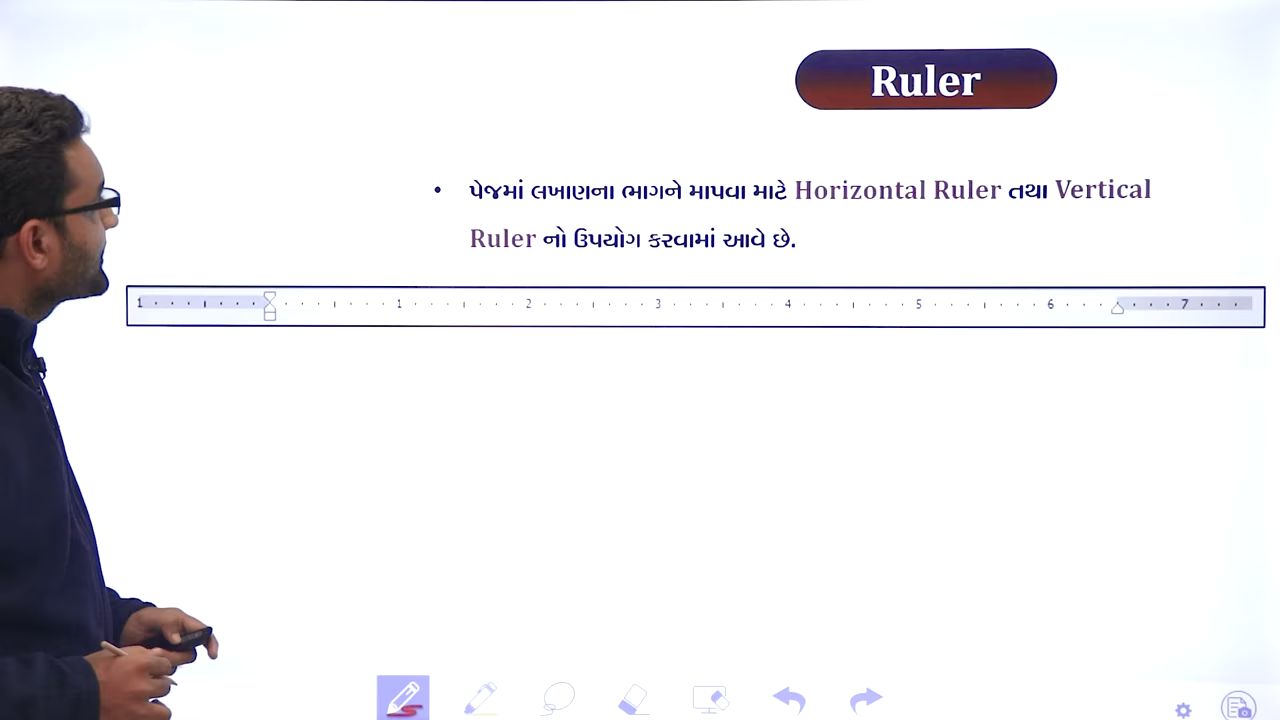 Ruler
• પેજમાં લખાણના ભાગને માપવા માટે Horizontal Ruler તથા Vertical
Ruler નો ઉપયોગ કરવામાં આવે છે.
1 1 2 3 4 5 6 7